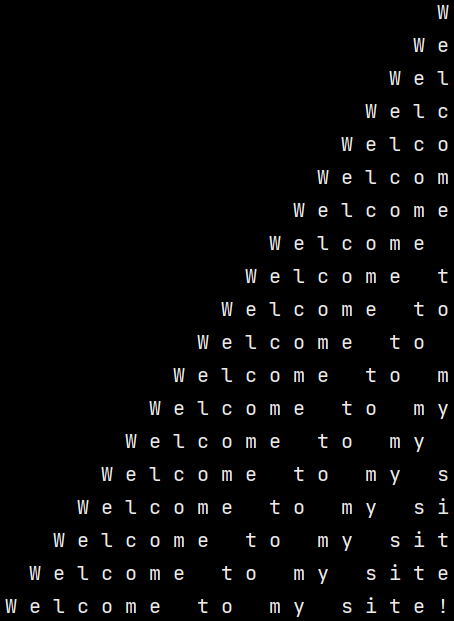 W
W e
W e l
W e l c
W e l c o
W e l c o m
W e l c o m e
W e l c o m e
W e l c o m e   t
W e l c o m e   t o
W e l c o m e   t o
W e l c o m e   t o   m
W e l c o m e   t o   m y
W e l c o m e   t o   m y
W e l c o m e   t o   m y   s
W e l c o m e   t o   m y   s i
W e l c o m e   t o   m y   s i t
W e l c o m e   t o   m y   s i t e
W e l c o m e   t o   m y   s i t e !